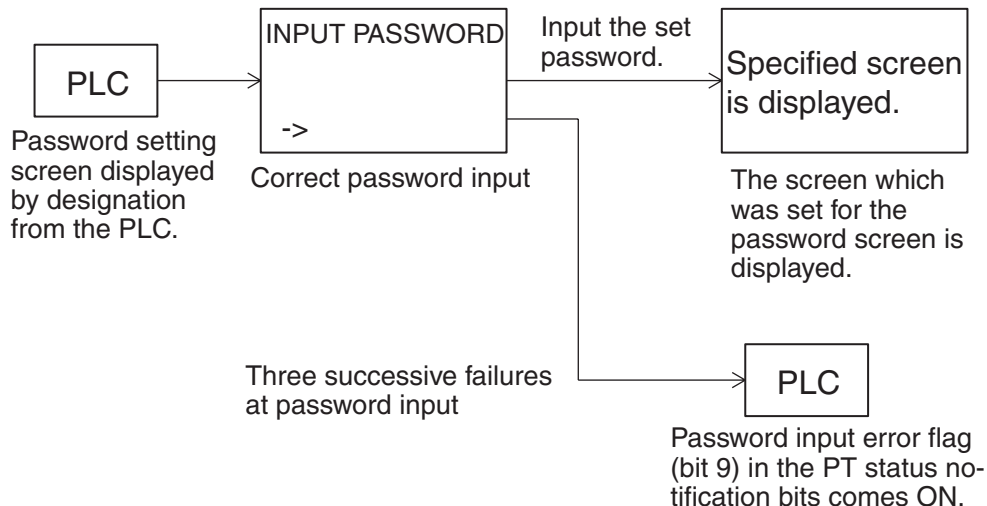 PLC
Password setting
screen displayed
by designation
from the PLC.
INPUT PASSWORD
->
Correct password input
Input the set
password.
Specified screen
is displayed.
The screen which
was set for the
password screen is
displayed.
Three successive failures
at password input
PLC
Password input error flag
(bit 9) in the PT status no-
tification bits comes ON.